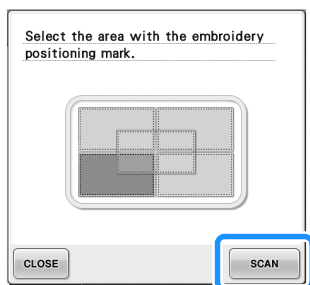 Select the area with the embroidery
positioning mark.
CLOSE
SCAN